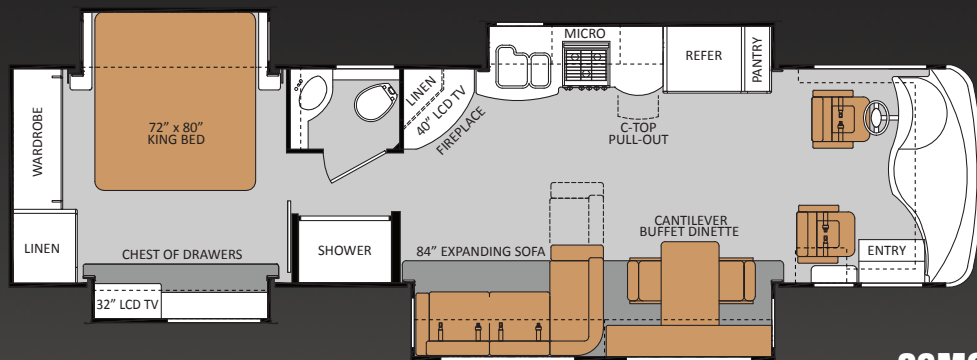 MICRO
REFER
PANTRY
LINEN
40" LCD TV
FIREPLACE
WARDROBE
72" x 80"
KING BED
C-TOP
PULL-OUT
CANTILEVER
BUFFET DINETTE
LINEN
CHEST OF DRAWERS
SHOWER
84" EXPANDING SOFA
ENTRY
32" LCD TV